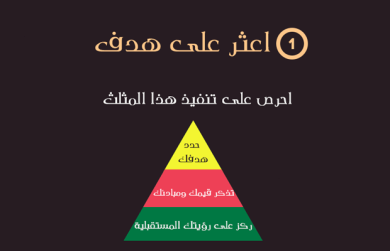 1 اعثر على هدف
احرص على تنفيذ هذا المثلث
حدد
هدفك
تذكر قيمك ومبادئك
ركز على رؤيتك المستقبلية